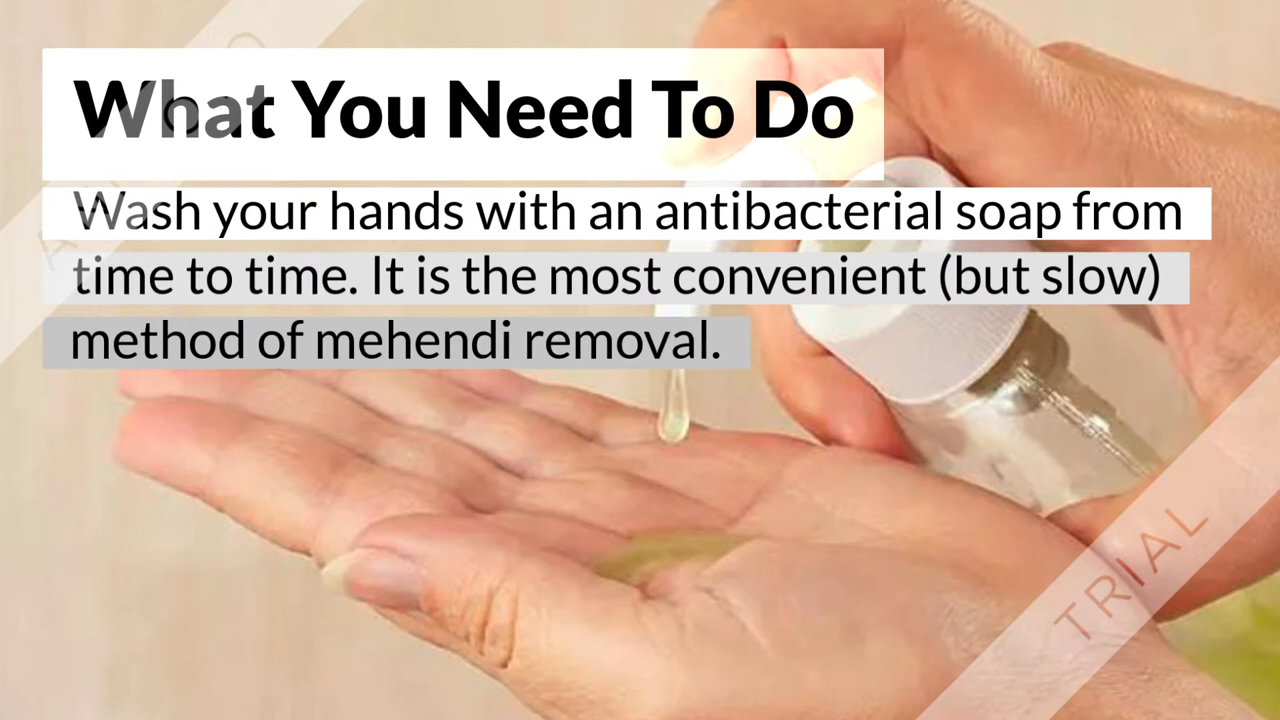 What You Need To Do
Wash your hands with an antibacterial soap from
time to time. It is the most convenient (but slow)
method of mehendi removal.
TRIAL